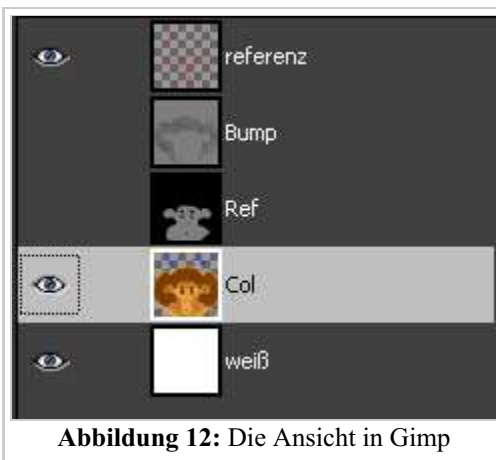 referenz
Bump
Ref
Col
weiß
Abbildung 12: Die Ansicht in Gimp